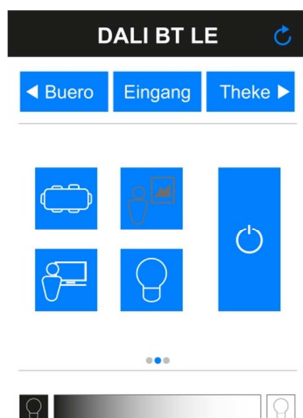 DALI BT LE
◀ Buero Eingang Theke ▶